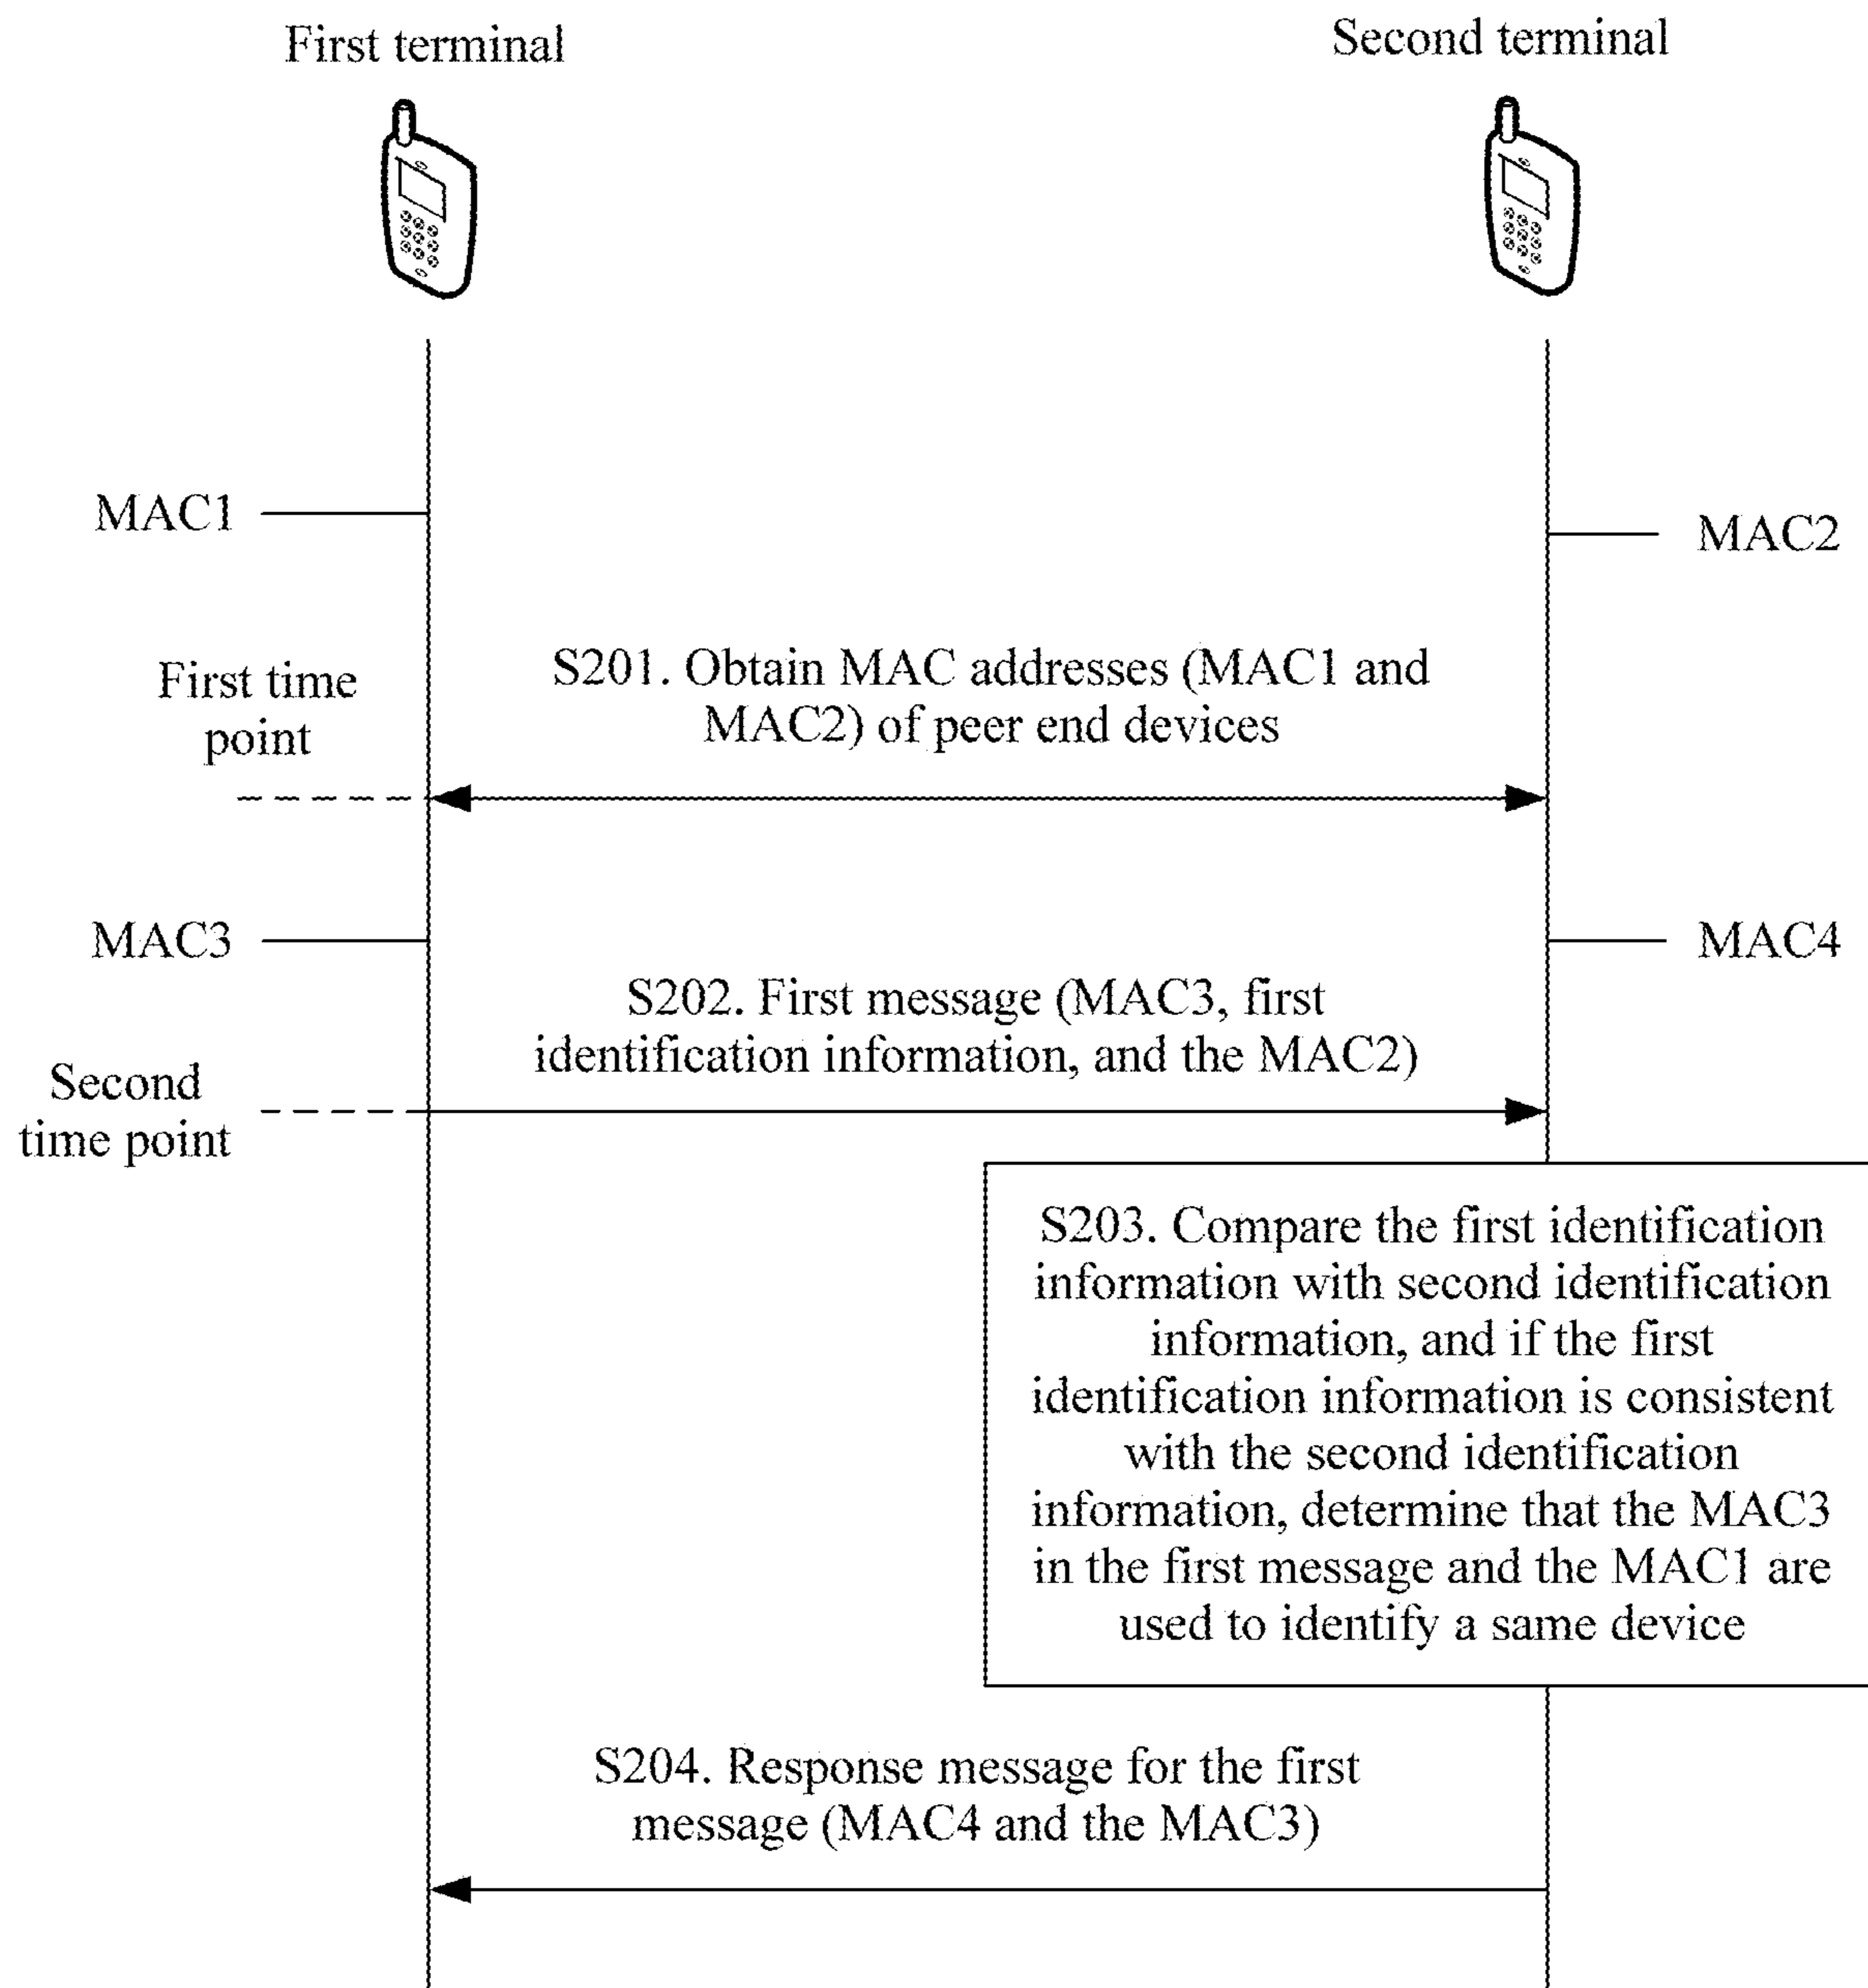 First terminal
Second terminal
MAC1
MAC2
First time
point
S201. Obtain MAC addresses (MAC1 and
MAC2) of peer end devices
MAC3
MAC4
S202. First message (MAC3, first
identification information, and the MAC2)
Second
time point
S203. Compare the first identification
information with second identification
information, and if the first
identification information is consistent
with the second identification
information, determine that the MAC3
in the first message and the MAC1 are
used to identify a same device
S204. Response message for the first
message (MAC4 and the MAC3)